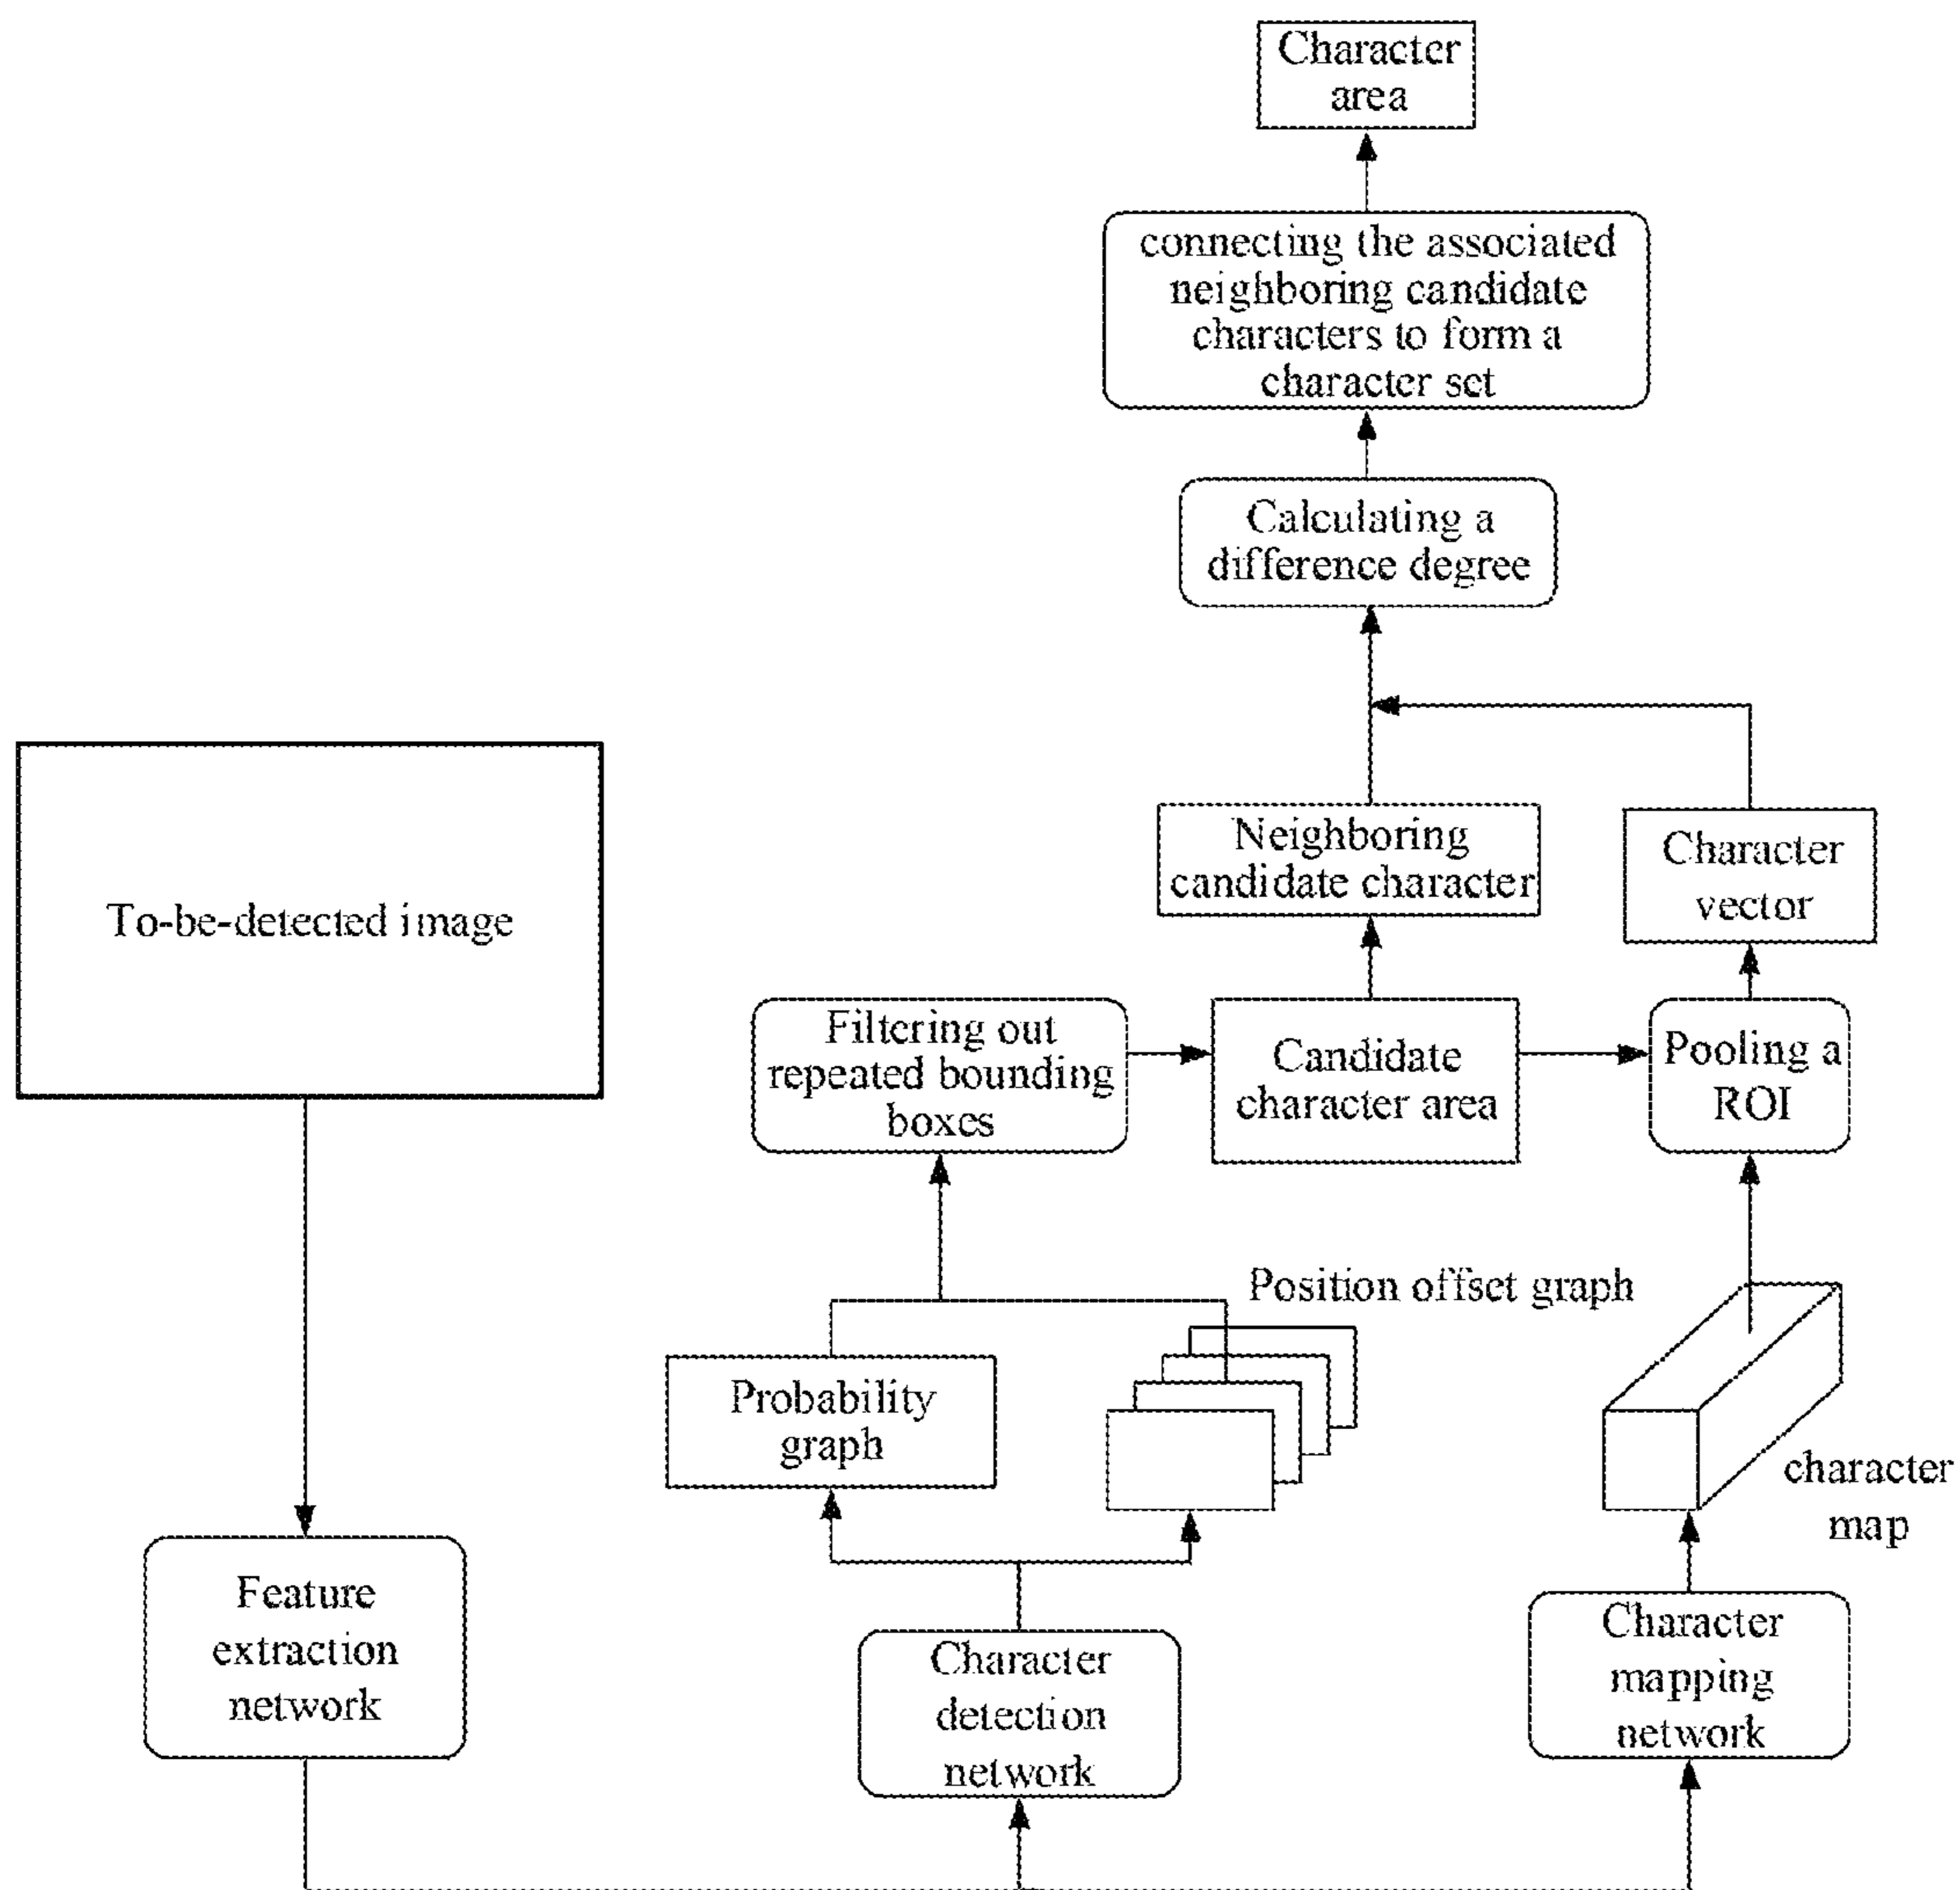 Character
area
connecting the associated
neighboring candidate
characters to form a
character set
Calculating a
difference degree
Neighboring
candidate character
Character
vector
To-be-detected image
Filtering out
repeated bounding
boxes
Candidate
character area
Pooling a
ROI
Position offset graph
Probability
graph
character
map
Feature
extraction
network
Character
detection
network
Character
mapping
network